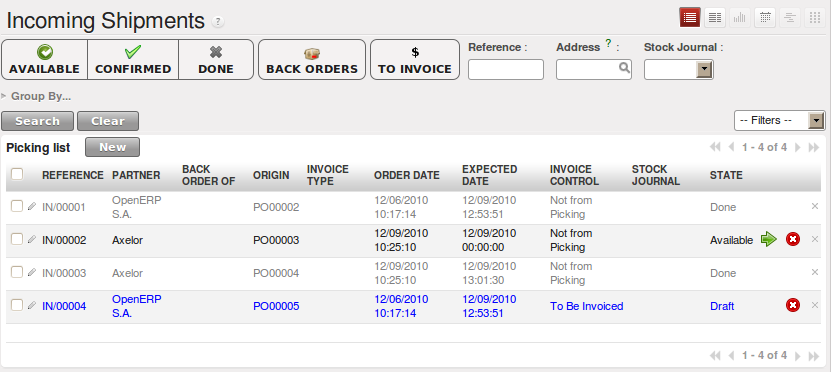 Incoming Shipments ?
AVAILABLE CONFIRMED DONE BACK ORDERS $ TO INVOICE Reference : Address ? : Stock Journal :
Group By...
Search Clear -- Filters --
Picking list New 1 - 4 of 4
REFERENCE PARTNER BACK ORDER OF ORIGIN INVOICE TYPE ORDER DATE EXPECTED DATE INVOICE CONTROL STOCK JOURNAL STATE
IN/00001 OpenERP S.A. PO00002 12/06/2010 10:17:14 12/09/2010 12:53:51 Not from Picking Done
IN/00002 Axelor PO00003 12/09/2010 10:25:10 12/09/2010 00:00:00 Not from Picking Available
IN/00003 Axelor PO00004 12/09/2010 10:25:10 12/09/2010 13:01:30 Not from Picking Done
IN/00004 OpenERP S.A. PO00005 12/06/2010 10:17:14 12/09/2010 12:53:51 To Be Invoiced Draft
1 - 4 of 4